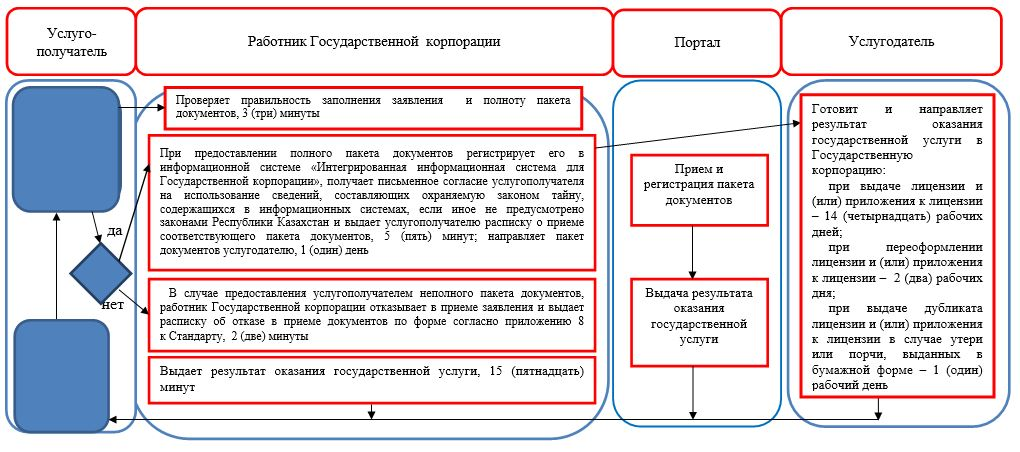 Услуго-
получатель
Работник Государственной корпорации
Портал
Услугодатель
Проверяет правильность заполнения заявления и полноту пакета
документов, 3 (три) минуты
При предоставлении полного пакета документов регистрирует его в
информационной системе «Интегрированная информационная система для
Государственной корпорации», получает письменное согласие услугополучателя
на использование сведений, составляющих охраняемую законом тайну,
содержащихся в информационных системах, если иное не предусмотрено
законами Республики Казахстан и выдает услугополучателю расписку о приеме
соответствующего пакета документов, 5 (пять) минут; направляет пакет
документов услугодателю, 1 (один) день
да
нет
В случае предоставления услугополучателем неполного пакета документов,
работник Государственной корпорации отказывает в приеме заявления и выдает
расписку об отказе в приеме документов по форме согласно приложению 8
к Стандарту, 2 (две) минуты
Выдает результат оказания государственной услуги, 15 (пятнадцать)
минут
Прием и
регистрация пакета
документов
Выдача результата
оказания
государственной
услуги
Готовит и направляет
результат оказания
государственной услуги в
Государственную
корпорацию:
при выдаче лицензии и
(или) приложения к лицензии
– 14 (четырнадцать) рабочих
дней;
при переоформлении
лицензии и (или) приложения
к лицензии – 2 (два) рабочих
дня;
при выдаче дубликата
лицензии и (или) приложения
к лицензии в случае утери
или порчи, выданных в
бумажной форме – 1 (один)
рабочий день